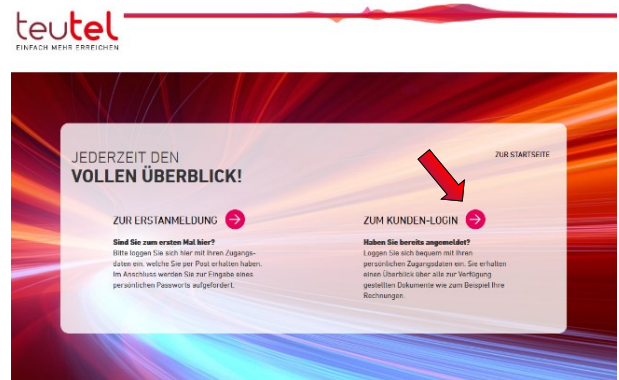 teutel
EINFACH MEHR ERREICHEN
JEDERZEIT DEN
VOLLEN ÜBERBLICK!
ZUR STARTSEITE
ZUR ERSTANMELDUNG
Sind Sie zum ersten Mal hier?
Bitte loggen Sie sich hier mit Ihren Zugangs-
daten ein, welche Sie per Post erhalten haben.
Im Anschluss werden Sie zur Eingabe eines
persönlichen Passworts aufgefordert.
ZUM KUNDEN-LOGIN
Haben Sie bereits angemeldet?
Loggen Sie sich bequem mit Ihren
persönlichen Zugangsdaten ein. Sie erhalten
einen Überblick über alle zur Verfügung
gestellten Dokumente wie zum Beispiel Ihre
Rechnungen.